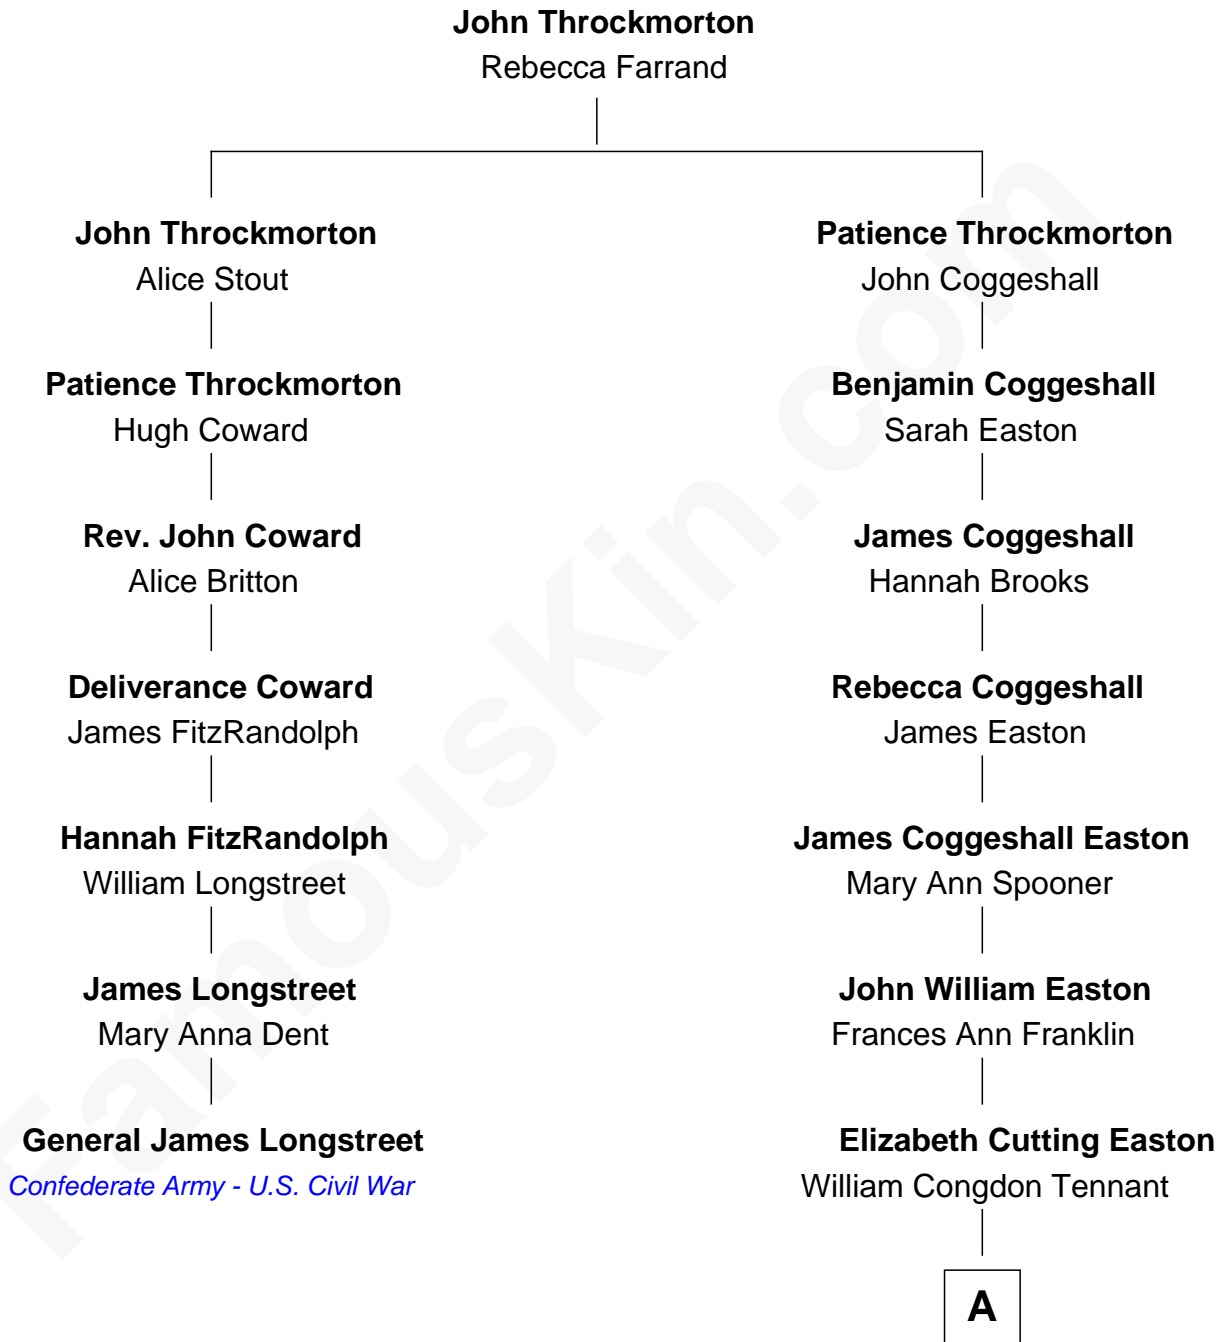 John Throckmorton
Rebecca Farrand
John Throckmorton
Alice Stout
Patience Throckmorton
Hugh Coward
Rev. John Coward
Alice Britton
Deliverance Coward
James FitzRandolph
Hannah FitzRandolph
William Longstreet
James Longstreet
Mary Anna Dent
General James Longstreet
Confederate Army - U.S. Civil War
Patience Throckmorton
John Coggeshall
Benjamin Coggeshall
Sarah Easton
James Coggeshall
Hannah Brooks
Rebecca Coggeshall
James Easton
James Coggeshall Easton
Mary Ann Spooner
John William Easton
Frances Ann Franklin
Elizabeth Cutting Easton
William Congdon Tennant
A
FamousKin.com